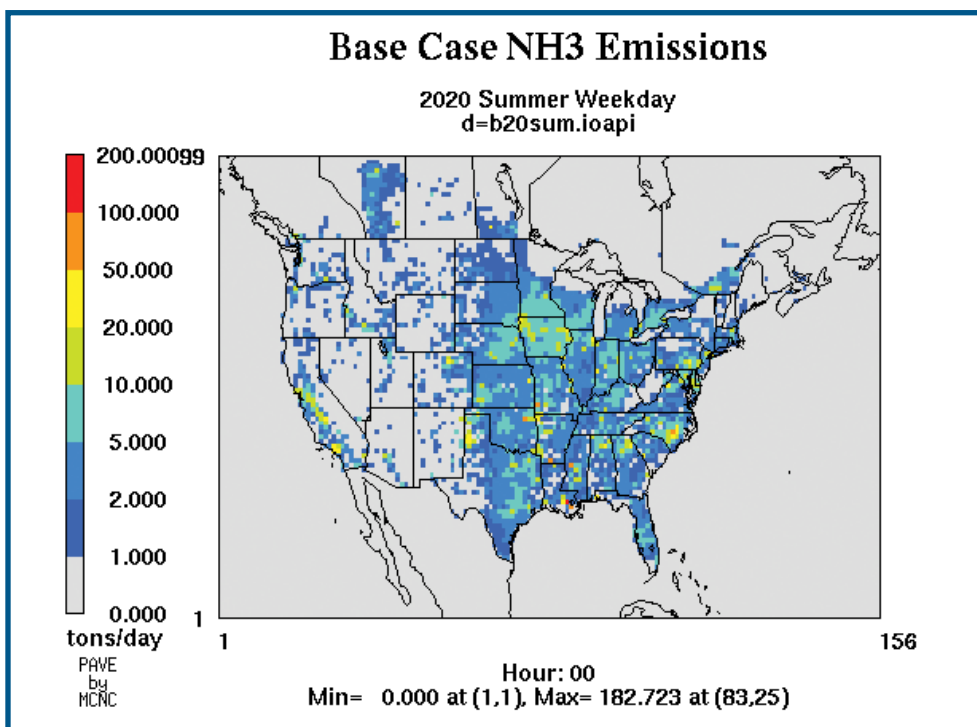 Base Case NH3 Emissions
2020 Summer Weekday
d=b20sum.ioapi
200.00099
100.000
50.000
20.000
10.000
5.000
2.000
1.000
0.000
tons/day
PAVE
by
MCNC
1
1
156
Hour: 00
Min= 0.000 at (1,1), Max= 182.723 at (83,25)